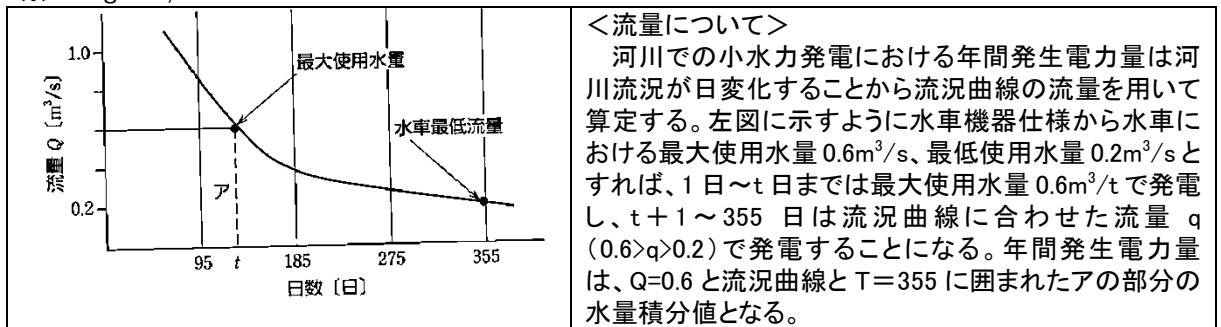 1.0
最大使用水量
流量 Q〔m³/s〕
水車最低流量
ア
0.2
95 t 185 275 355
日数〔日〕
＜流量について＞
河川での小水力発電における年間発生電力量は河
川流況が日変化することから流況曲線の流量を用いて
算定する。左図に示すように水車機器仕様から水車に
おける最大使用水量 0.6m³/s、最低使用水量 0.2m³/s と
すれば、1 日～t 日までは最大使用水量 0.6m³/t で発電
し、t＋1～355 日は流況曲線に合わせた流量 q
（0.6>q>0.2）で発電することになる。年間発生電力量
は、Q=0.6 と流況曲線と T＝355 に囲まれたアの部分の
水量積分値となる。